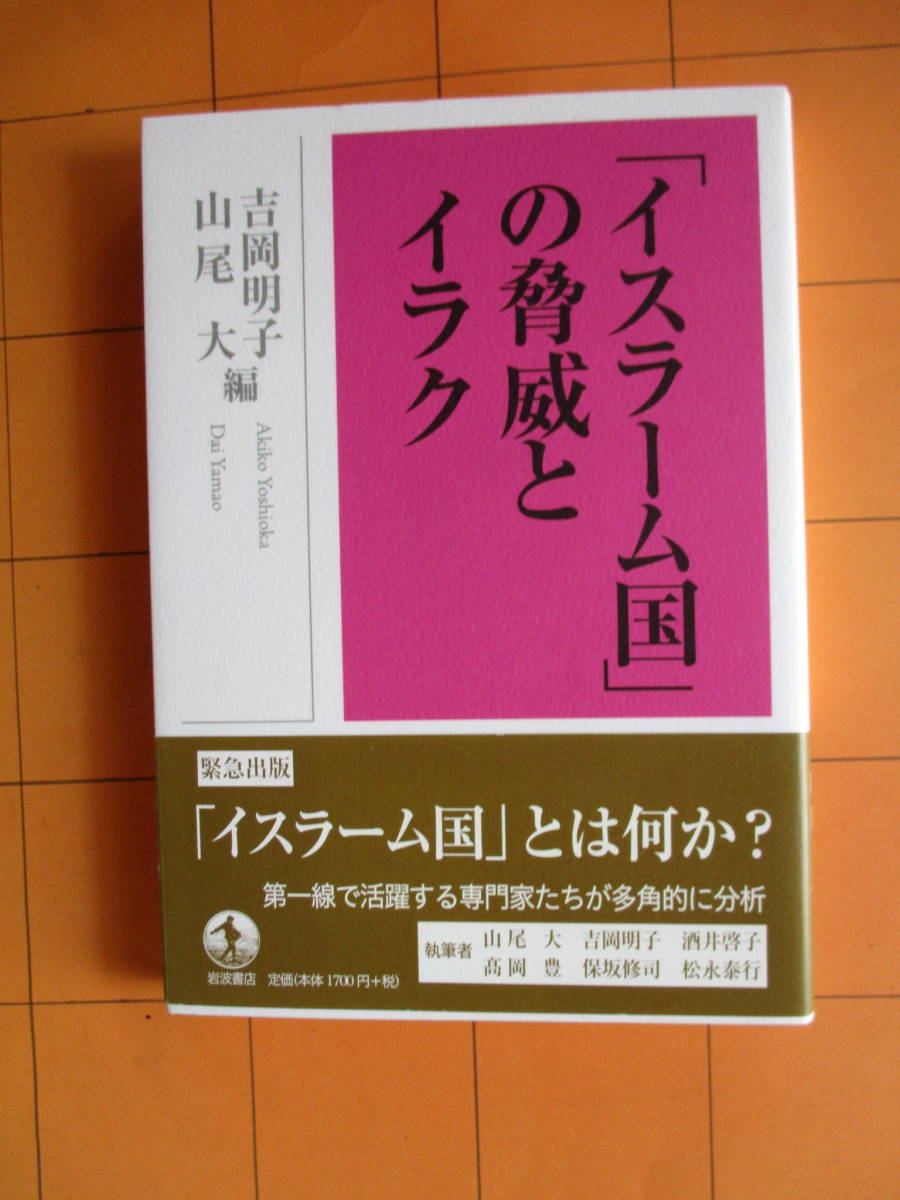 「イスラーム国」
の脅威と
イラク
吉岡明子
山尾 大 編
Akiko Yoshioka
Dai Yamao
緊急出版
「イスラーム国」とは何か？
第一線で活躍する専門家たちが多角的に分析
執筆者
山尾 大 吉岡明子 酒井啓子
髙岡 豊 保坂修司 松永泰行
岩波書店 定価(本体1700円+税)